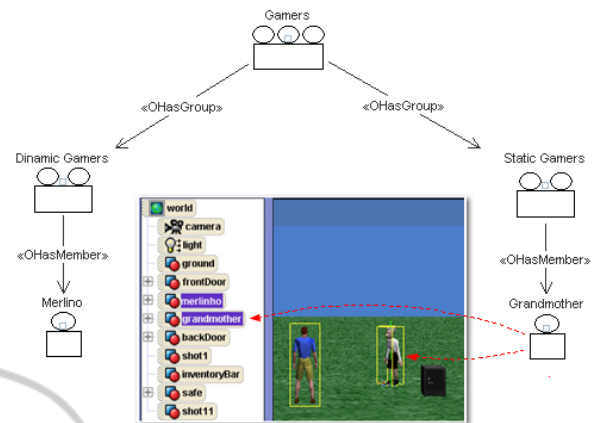 Gamers
«OHasGroup»
«OHasGroup»
Dinamic Gamers
Static Gamers
«OHasMember»
«OHasMember»
Merlino
Grandmother
world
camera
light
ground
frontDoor
merlinho
grandmother
backDoor
shot1
inventoryBar
safe
shot11